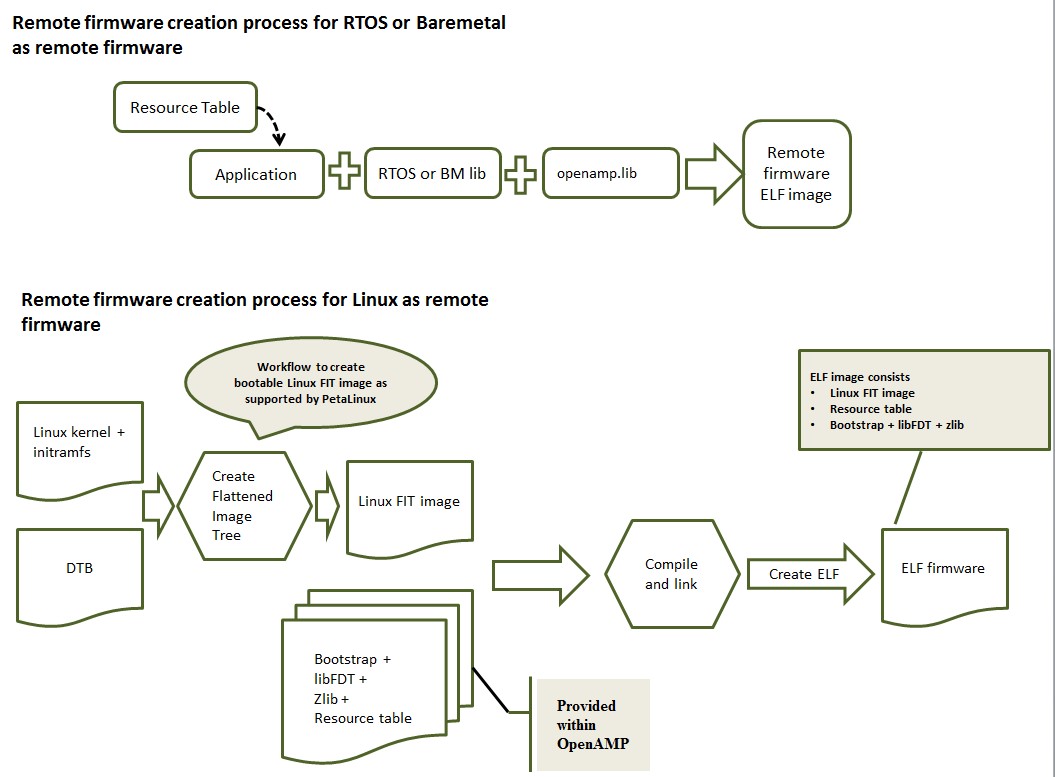 Remote firmware creation process for RTOS or Baremetal
as remote firmware
Resource Table
Application
RTOS or BM lib
openamp.lib
Remote
firmware
ELF image
Remote firmware creation process for Linux as remote
firmware
Workflow to create
bootable Linux FIT image as
supported by PetaLinux
ELF image consists
• Linux FIT image
• Resource table
• Bootstrap + libFDT + zlib
Linux kernel +
initramfs
Create
Flattened
Image
Tree
Linux FIT image
DTB
Compile
and link
Create ELF
ELF firmware
Bootstrap +
libFDT +
Zlib +
Resource table
Provided
within
OpenAMP